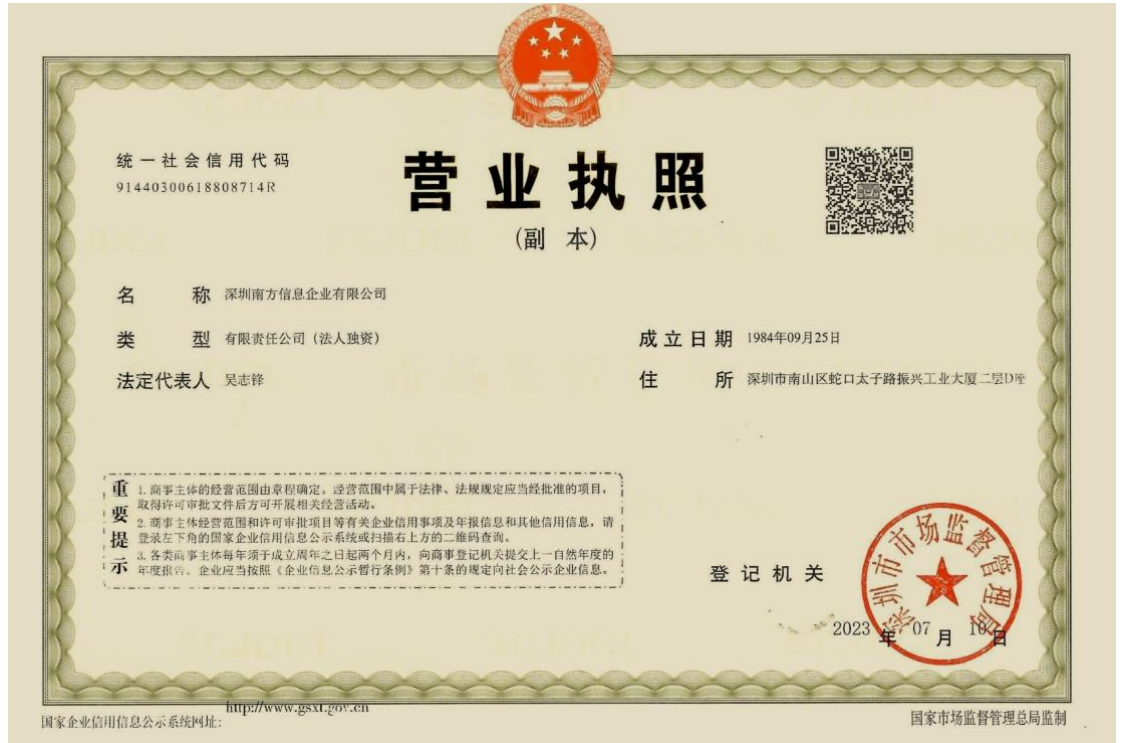 统一社会信用代码
91440300618808714R
营业执照
(副 本)
名 称 深圳南方信息企业有限公司
类 型 有限责任公司（法人独资）
成立日期 1984年09月25日
法定代表人 吴志锋
住 所 深圳市南山区蛇口太子路振兴工业大厦二层D座
重要提示
1.商事主体的经营范围由章程确定。经营范围中属于法律、法规规定应当经批准的项目，
取得许可审批文件后方可开展相关经营活动。
2.商事主体经营范围和许可审批项目等有关企业信用事项及年报信息和其他信用信息，请
登录左下角的国家企业信用信息公示系统或扫描右上方的二维码查询。
3.各类商事主体每年须于成立周年之日起两个月内，向商事登记机关提交上一自然年度的
年度报告。企业应当按照《企业信息公示暂行条例》第十条的规定向社会公示企业信息。
登记机关
深圳市市场监督管理局
2023年07月10日
国家企业信用信息公示系统网址:
http://www.gsxt.gov.cn
国家市场监督管理总局监制